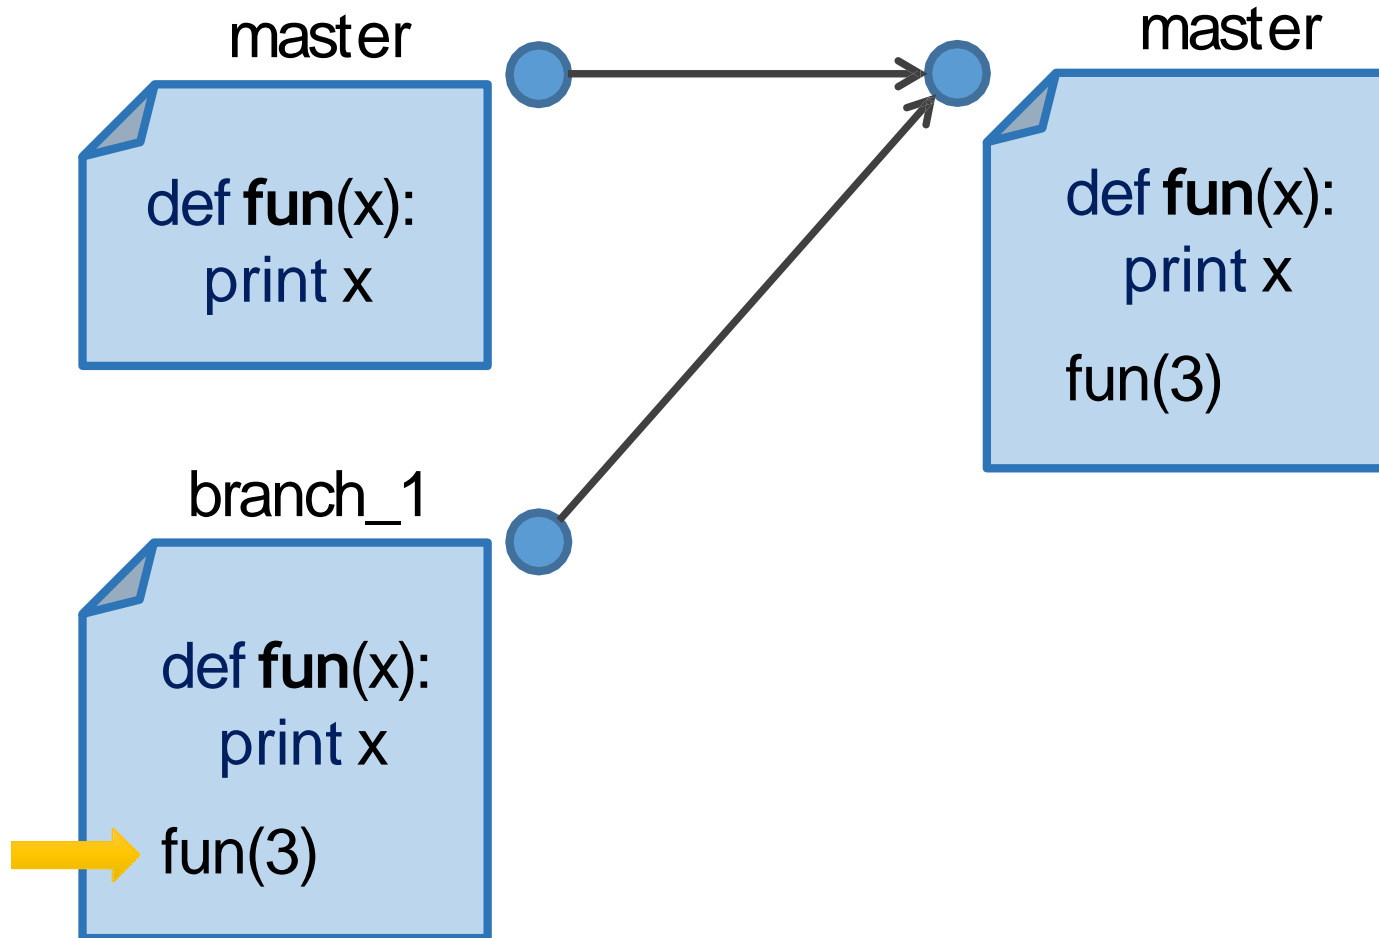 master
def fun(x):
print x
branch_1
def fun(x):
print x
fun(3)
master
def fun(x):
print x
fun(3)